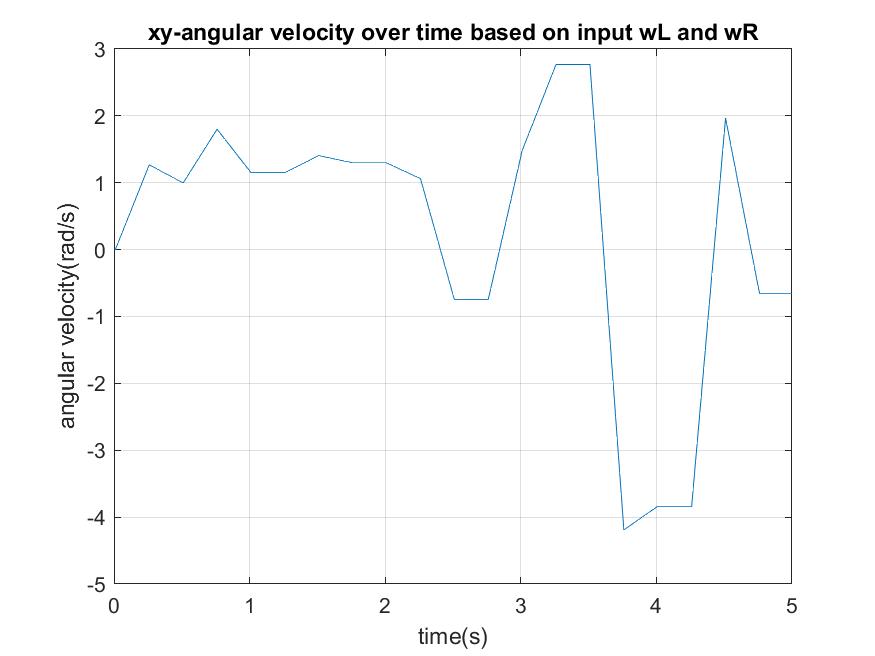 xy-angular velocity over time based on input wL and wR
3
2
1
0
-1
-2
-3
-4
-5
angular velocity(rad/s)
0 1 2 3 4 5
time(s)